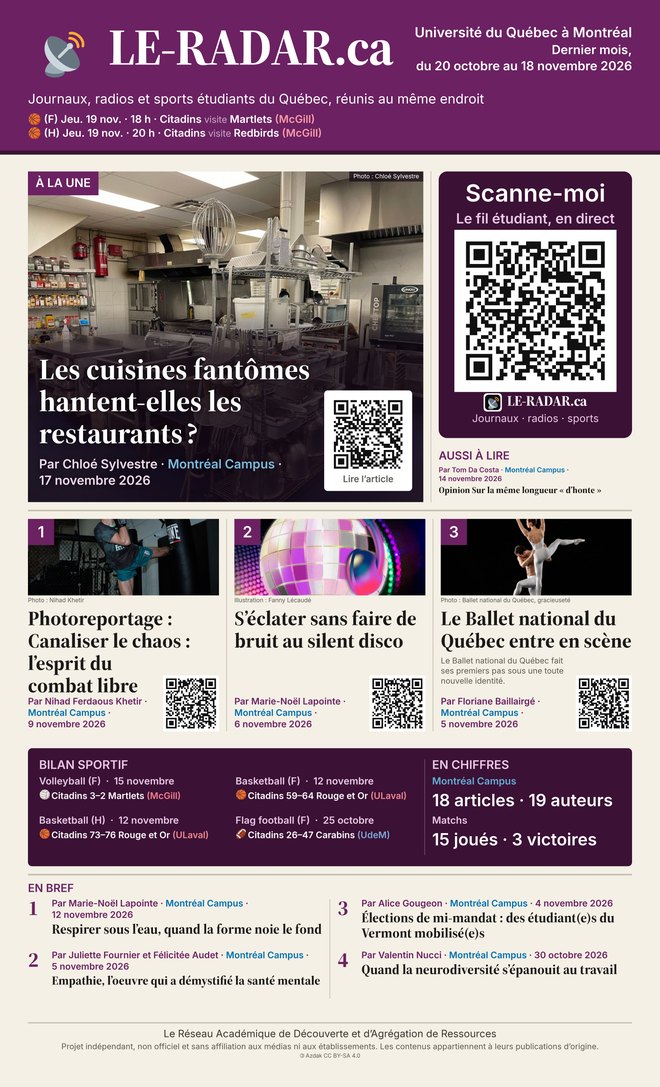 LE-RADAR.ca
Université du Québec à Montréal
Dernier mois,
du 20 octobre au 18 novembre 2026
Journaux, radios et sports étudiants du Québec, réunis au même endroit
(F) Jeu. 19 nov. · 18 h · Citadins visite Martlets (McGill)
(H) Jeu. 19 nov. · 20 h · Citadins visite Redbirds (McGill)
À LA UNE
Photo : Chloé Sylvestre
Les cuisines fantômes
hantent-elles les
restaurants ?
Par Chloé Sylvestre · Montréal Campus ·
17 novembre 2026
Lire l'article
Scanne-moi
Le fil étudiant, en direct
LE-RADAR.ca
Journaux · radios · sports
AUSSI À LIRE
Par Tom Da Costa · Montréal Campus ·
14 novembre 2026
Opinion Sur la même longueur « d'honte »
1
Photo : Nihad Khetir
Photoreportage :
Canaliser le chaos :
l'esprit du
combat libre
Par Nihad Ferdaous Khetir ·
Montréal Campus ·
9 novembre 2026
2
Illustration : Fanny Lécaudé
S'éclater sans faire de
bruit au silent disco
Par Marie-Noël Lapointe ·
Montréal Campus ·
6 novembre 2026
3
Photo : Ballet national du Québec, gracieuseté
Le Ballet national du
Québec entre en scène
Le Ballet national du Québec fait
ses premiers pas sous une toute
nouvelle identité.
Par Floriane Baillairgé ·
Montréal Campus ·
5 novembre 2026
BILAN SPORTIF
Volleyball (F) · 15 novembre
Citadins 3–2 Martlets (McGill)
Basketball (F) · 12 novembre
Citadins 59–64 Rouge et Or (ULaval)
Basketball (H) · 12 novembre
Citadins 73–76 Rouge et Or (ULaval)
Flag football (F) · 25 octobre
Citadins 26–47 Carabins (UdeM)
EN CHIFFRES
Montréal Campus
18 articles · 19 auteurs
Matchs
15 joués · 3 victoires
EN BREF
1
Par Marie-Noël Lapointe · Montréal Campus ·
12 novembre 2026
Respirer sous l'eau, quand la forme noie le fond
2
Par Juliette Fournier et Félicitée Audet · Montréal Campus ·
5 novembre 2026
Empathie, l'oeuvre qui a démystifié la santé mentale
3
Par Alice Gougeon · Montréal Campus · 4 novembre 2026
Élections de mi-mandat : des étudiant(e)s du
Vermont mobilisé(e)s
4
Par Valentin Nucci · Montréal Campus · 30 octobre 2026
Quand la neurodiversité s'épanouit au travail
Le Réseau Académique de Découverte et d'Agrégation de Ressources
Projet indépendant, non officiel et sans affiliation aux médias ni aux établissements. Les contenus appartiennent à leurs publications d'origine.
© Azdak CC BY-SA 4.0